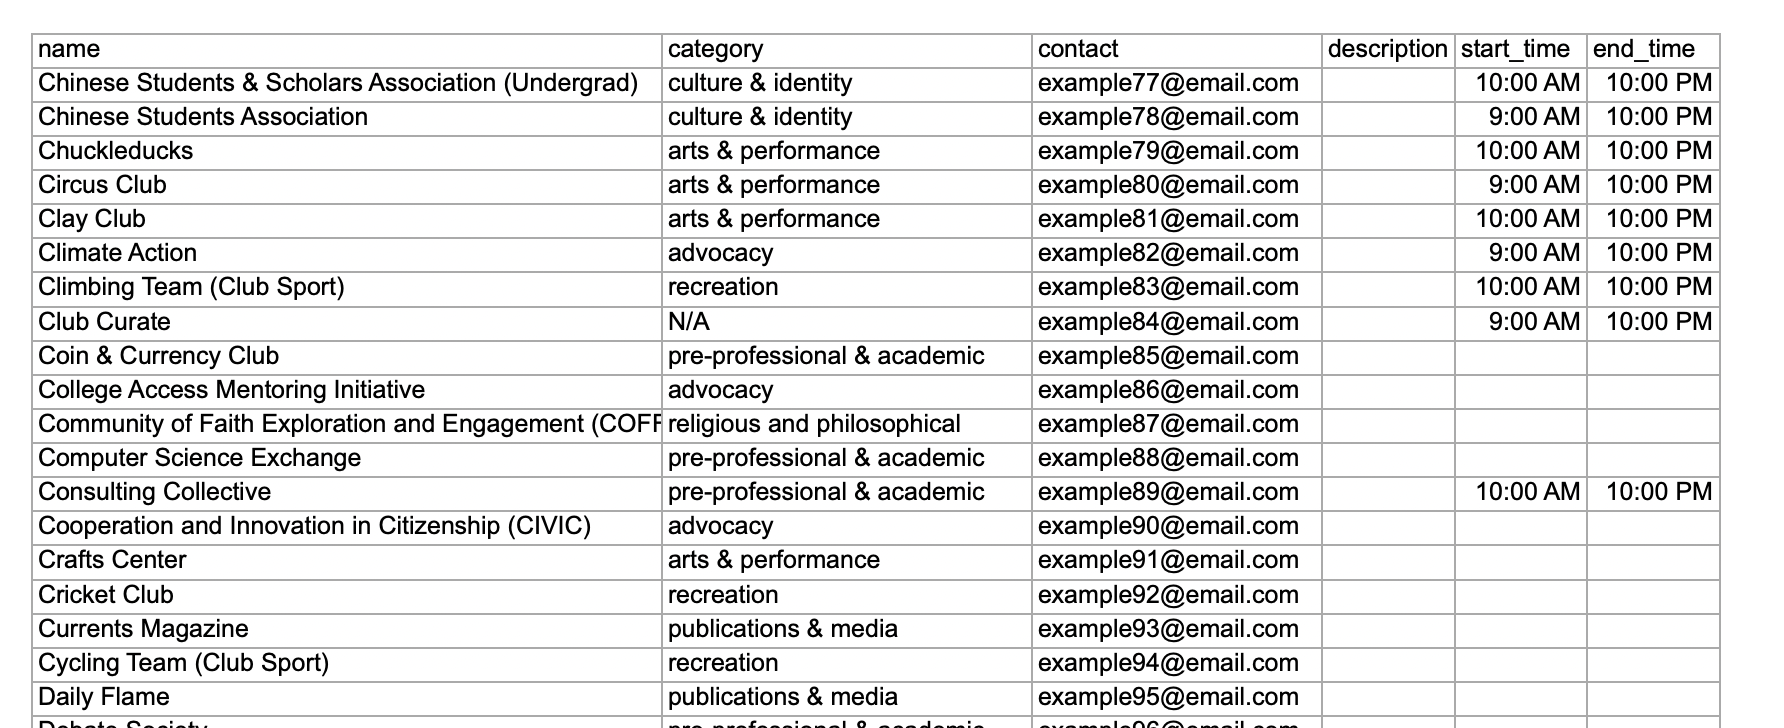 name category contact description start_time end_time
Chinese Students & Scholars Association (Undergrad) culture & identity example77@email.com 10:00 AM 10:00 PM
Chinese Students Association culture & identity example78@email.com 9:00 AM 10:00 PM
Chuckleducks arts & performance example79@email.com 10:00 AM 10:00 PM
Circus Club arts & performance example80@email.com 9:00 AM 10:00 PM
Clay Club arts & performance example81@email.com 10:00 AM 10:00 PM
Climate Action advocacy example82@email.com 9:00 AM 10:00 PM
Climbing Team (Club Sport) recreation example83@email.com 10:00 AM 10:00 PM
Club Curate N/A example84@email.com 9:00 AM 10:00 PM
Coin & Currency Club pre-professional & academic example85@email.com
College Access Mentoring Initiative advocacy example86@email.com
Community of Faith Exploration and Engagement religious and philosophical example87@email.com
Computer Science Exchange pre-professional & academic example88@email.com
Consulting Collective pre-professional & academic example89@email.com 10:00 AM 10:00 PM
Cooperation and Innovation in Citizenship (CIVIC) advocacy example90@email.com
Crafts Center arts & performance example91@email.com
Cricket Club recreation example92@email.com
Currents Magazine publications & media example93@email.com
Cycling Team (Club Sport) recreation example94@email.com
Daily Flame publications & media example95@email.com